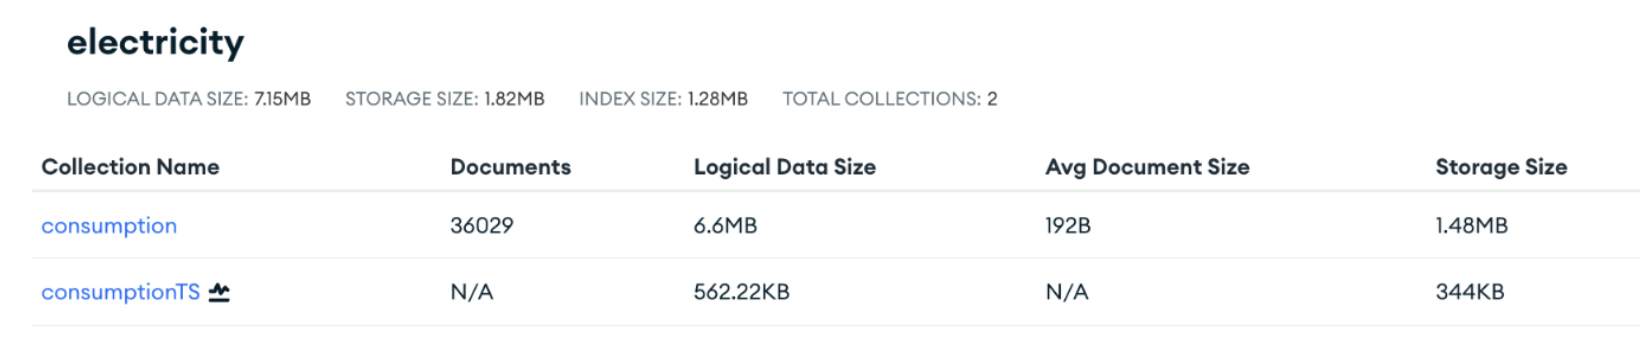 electricity
LOGICAL DATA SIZE: 7.15MB STORAGE SIZE: 1.82MB INDEX SIZE: 1.28MB TOTAL COLLECTIONS: 2
Collection Name Documents Logical Data Size Avg Document Size Storage Size
consumption 36029 6.6MB 192B 1.48MB
consumptionTS N/A 562.22KB N/A 344KB